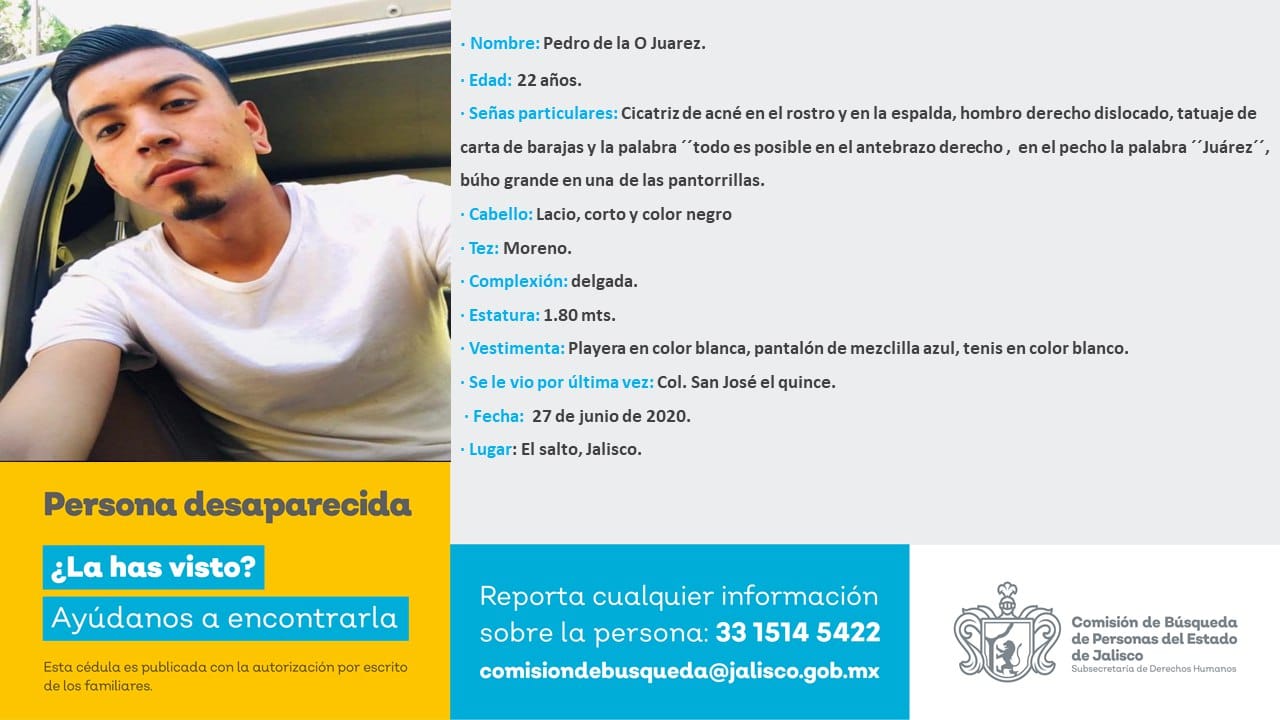 · Nombre: Pedro de la O Juarez.
· Edad: 22 años.
· Señas particulares: Cicatriz de acné en el rostro y en la espalda, hombro derecho dislocado, tatuaje de
carta de barajas y la palabra ´´todo es posible en el antebrazo derecho , en el pecho la palabra ´´Juárez´´,
búho grande en una de las pantorrillas.
· Cabello: Lacio, corto y color negro
· Tez: Moreno.
· Complexión: delgada.
· Estatura: 1.80 mts.
· Vestimenta: Playera en color blanca, pantalón de mezclilla azul, tenis en color blanco.
· Se le vio por última vez: Col. San José el quince.
· Fecha: 27 de junio de 2020.
· Lugar: El salto, Jalisco.
Persona desaparecida
¿La has visto?
Ayúdanos a encontrarla
Esta cédula es publicada con la autorización por escrito
de los familiares.
Reporta cualquier información
sobre la persona: 33 1514 5422
comisiondebusqueda@jalisco.gob.mx
Comisión de Búsqueda
de Personas del Estado
de Jalisco
Subsecretaría de Derechos Humanos